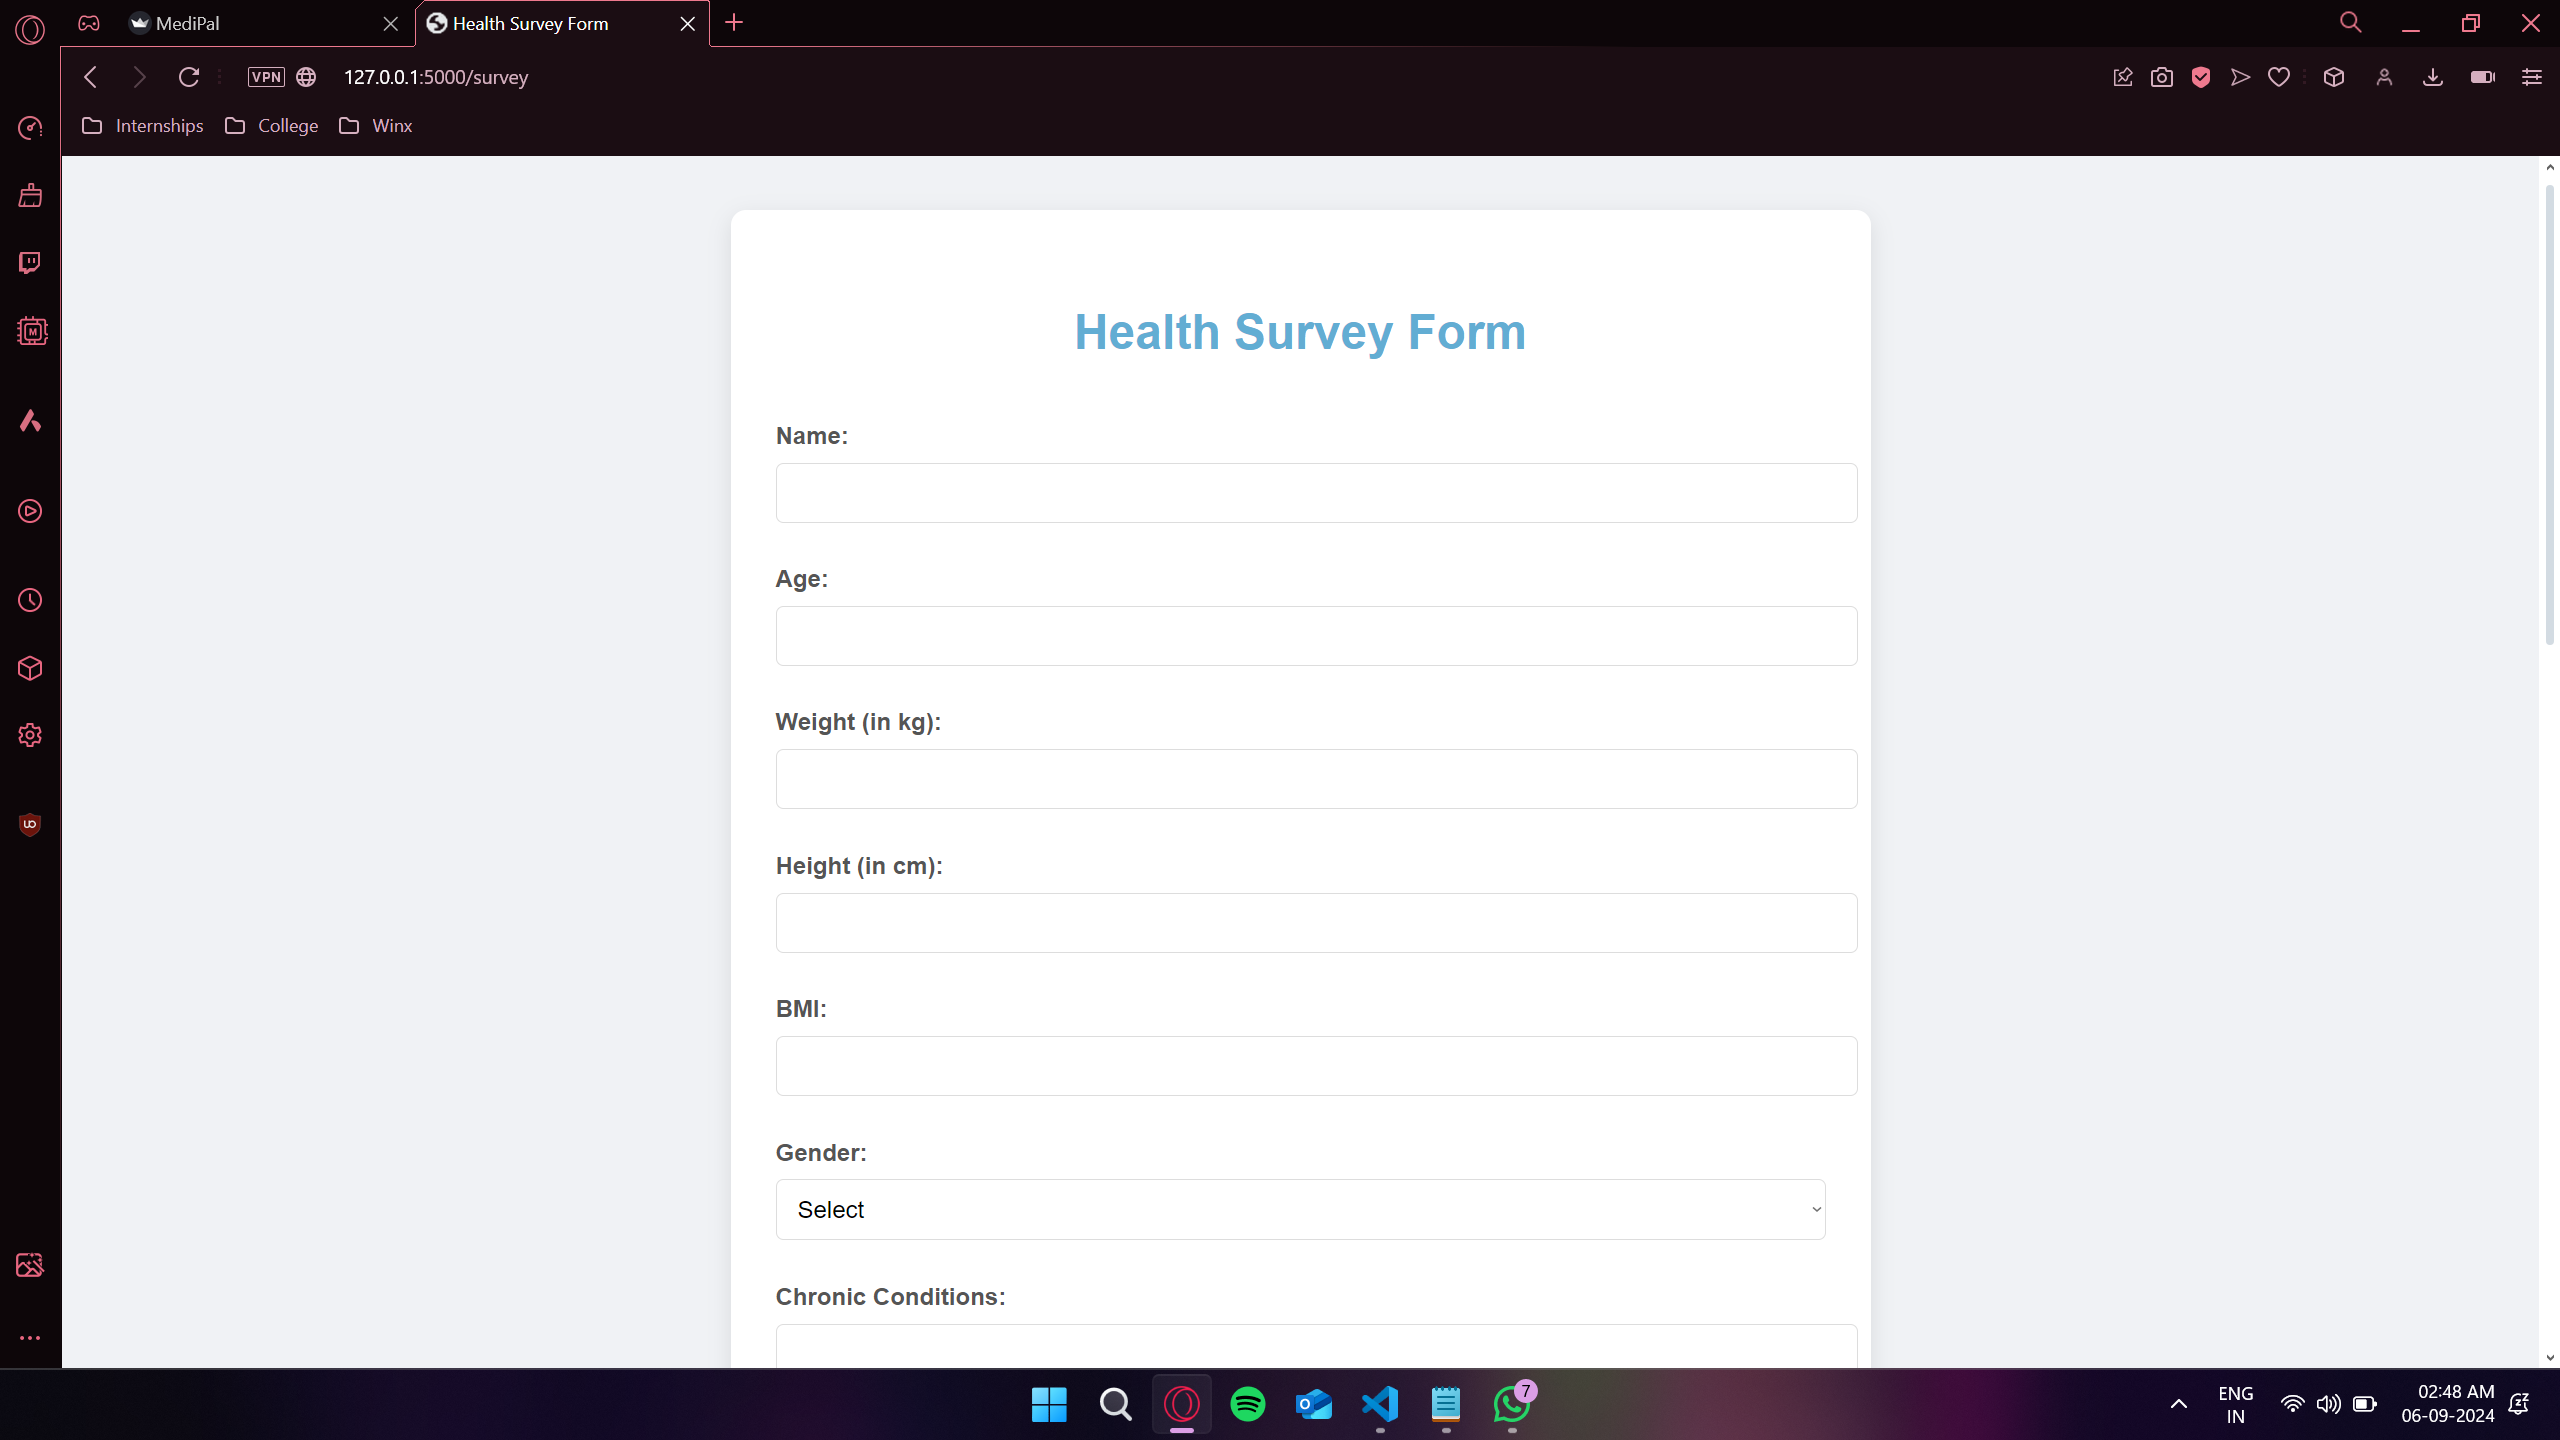 MediPal
Health Survey Form
VPN
127.0.0.1:5000/survey
Internships
College
Winx
M
Health Survey Form
Name:
Age:
Weight (in kg):
Height (in cm):
BMI:
Gender:
Select
Chronic Conditions:
7
ENG
IN
02:48 AM
06-09-2024